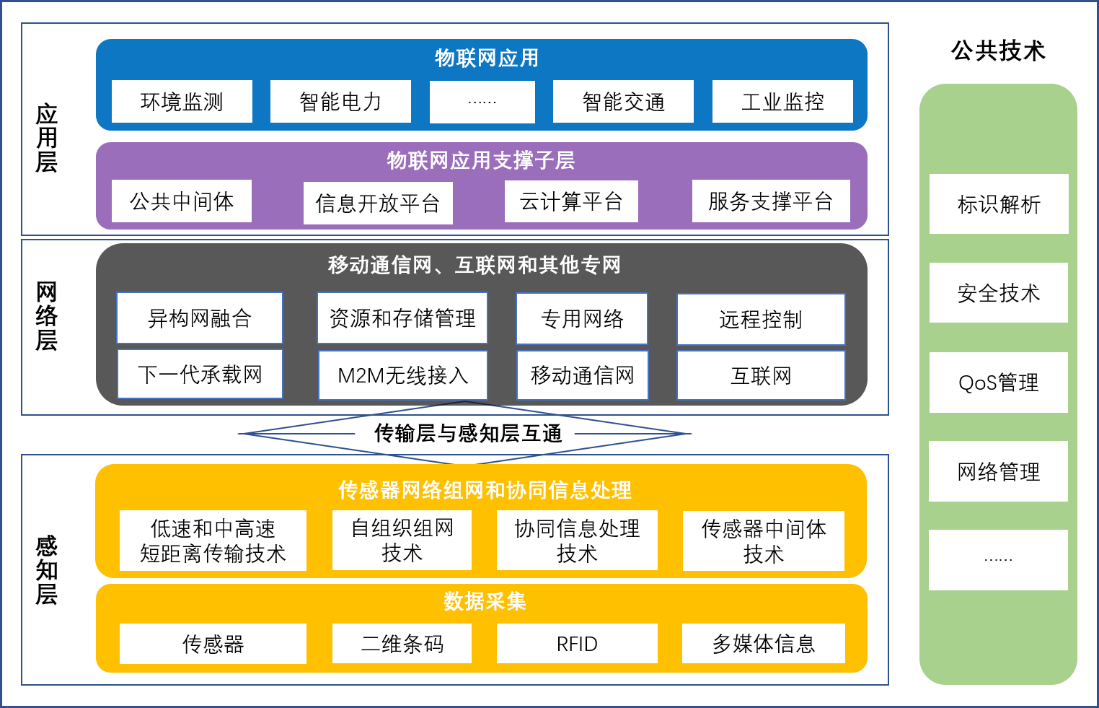 应用层
物联网应用
环境监测
智能电力
······
智能交通
工业监控
物联网应用支撑子层
公共中间体
信息开放平台
云计算平台
服务支撑平台
网络层
移动通信网、互联网和其他专网
异构网融合
资源和存储管理
专用网络
远程控制
下一代承载网
M2M无线接入
移动通信网
互联网
传输层与感知层互通
感知层
传感器网络组网和协同信息处理
低速和中高速
短距离传输技术
自组织组网
技术
协同信息处理
技术
传感器中间体
技术
数据采集
传感器
二维条码
RFID
多媒体信息
公共技术
标识解析
安全技术
QoS管理
网络管理
······